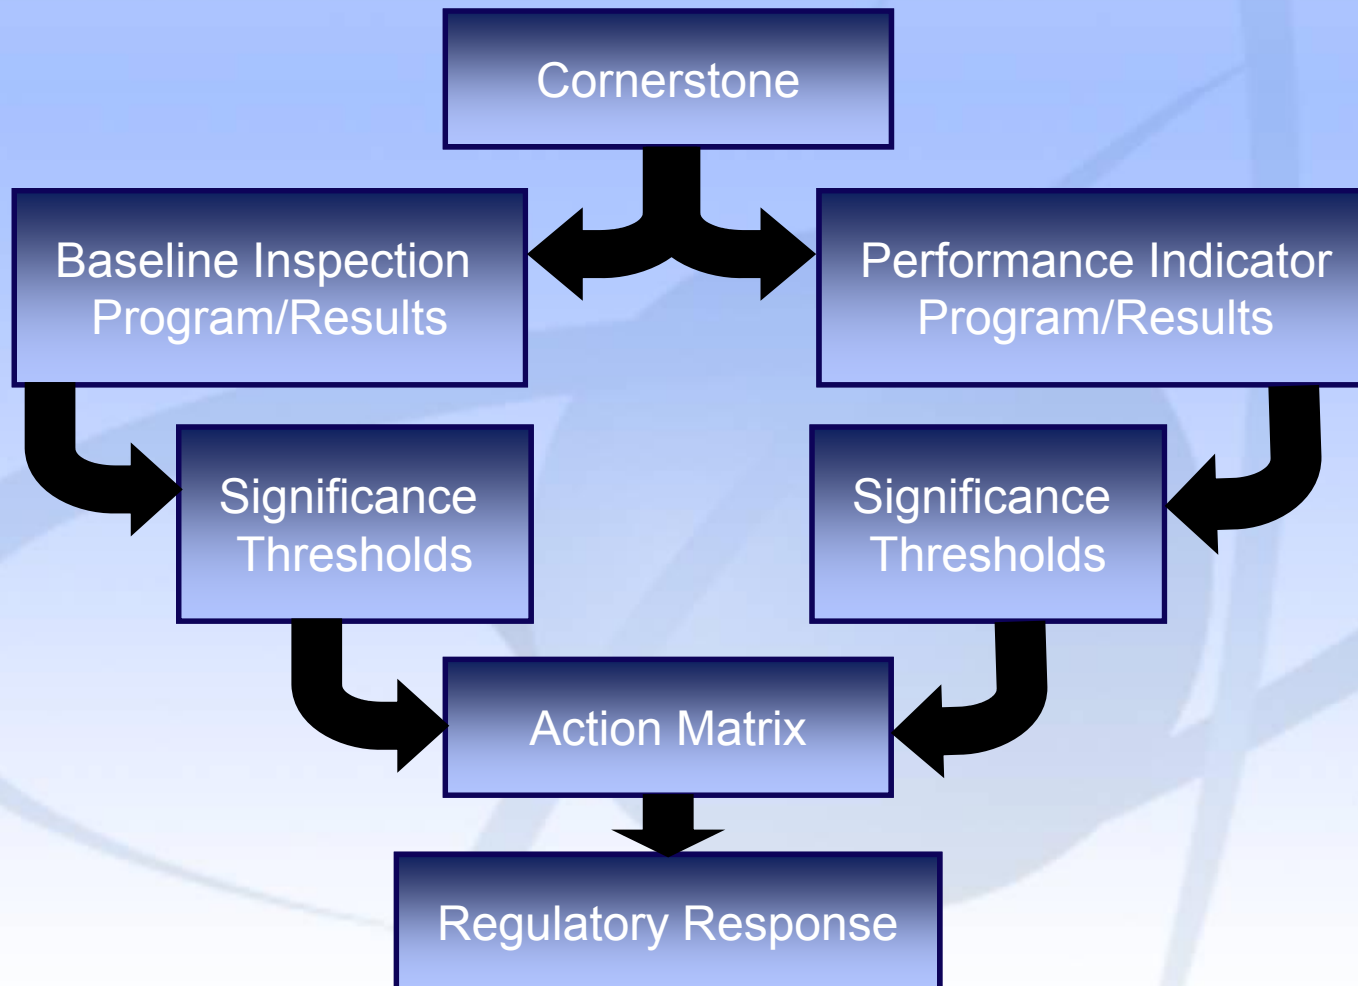 Cornerstone
Baseline Inspection
Program/Results
Performance Indicator
Program/Results
Significance
Thresholds
Significance
Thresholds
Action Matrix
Regulatory Response